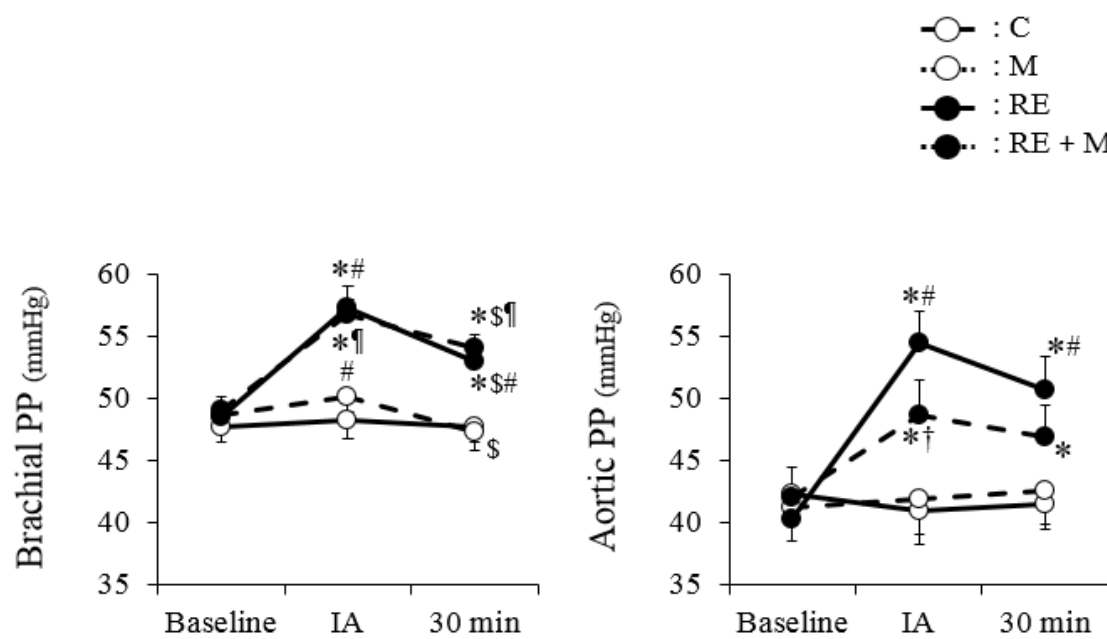 : C
: M
: RE
: RE + M
Brachial PP (mmHg)
60
55
50
45
40
35
*#
*¶
#
*$¶
*$#
$
Baseline IA 30 min
Aortic PP (mmHg)
60
55
50
45
40
35
*#
*†
*#
*
Baseline IA 30 min